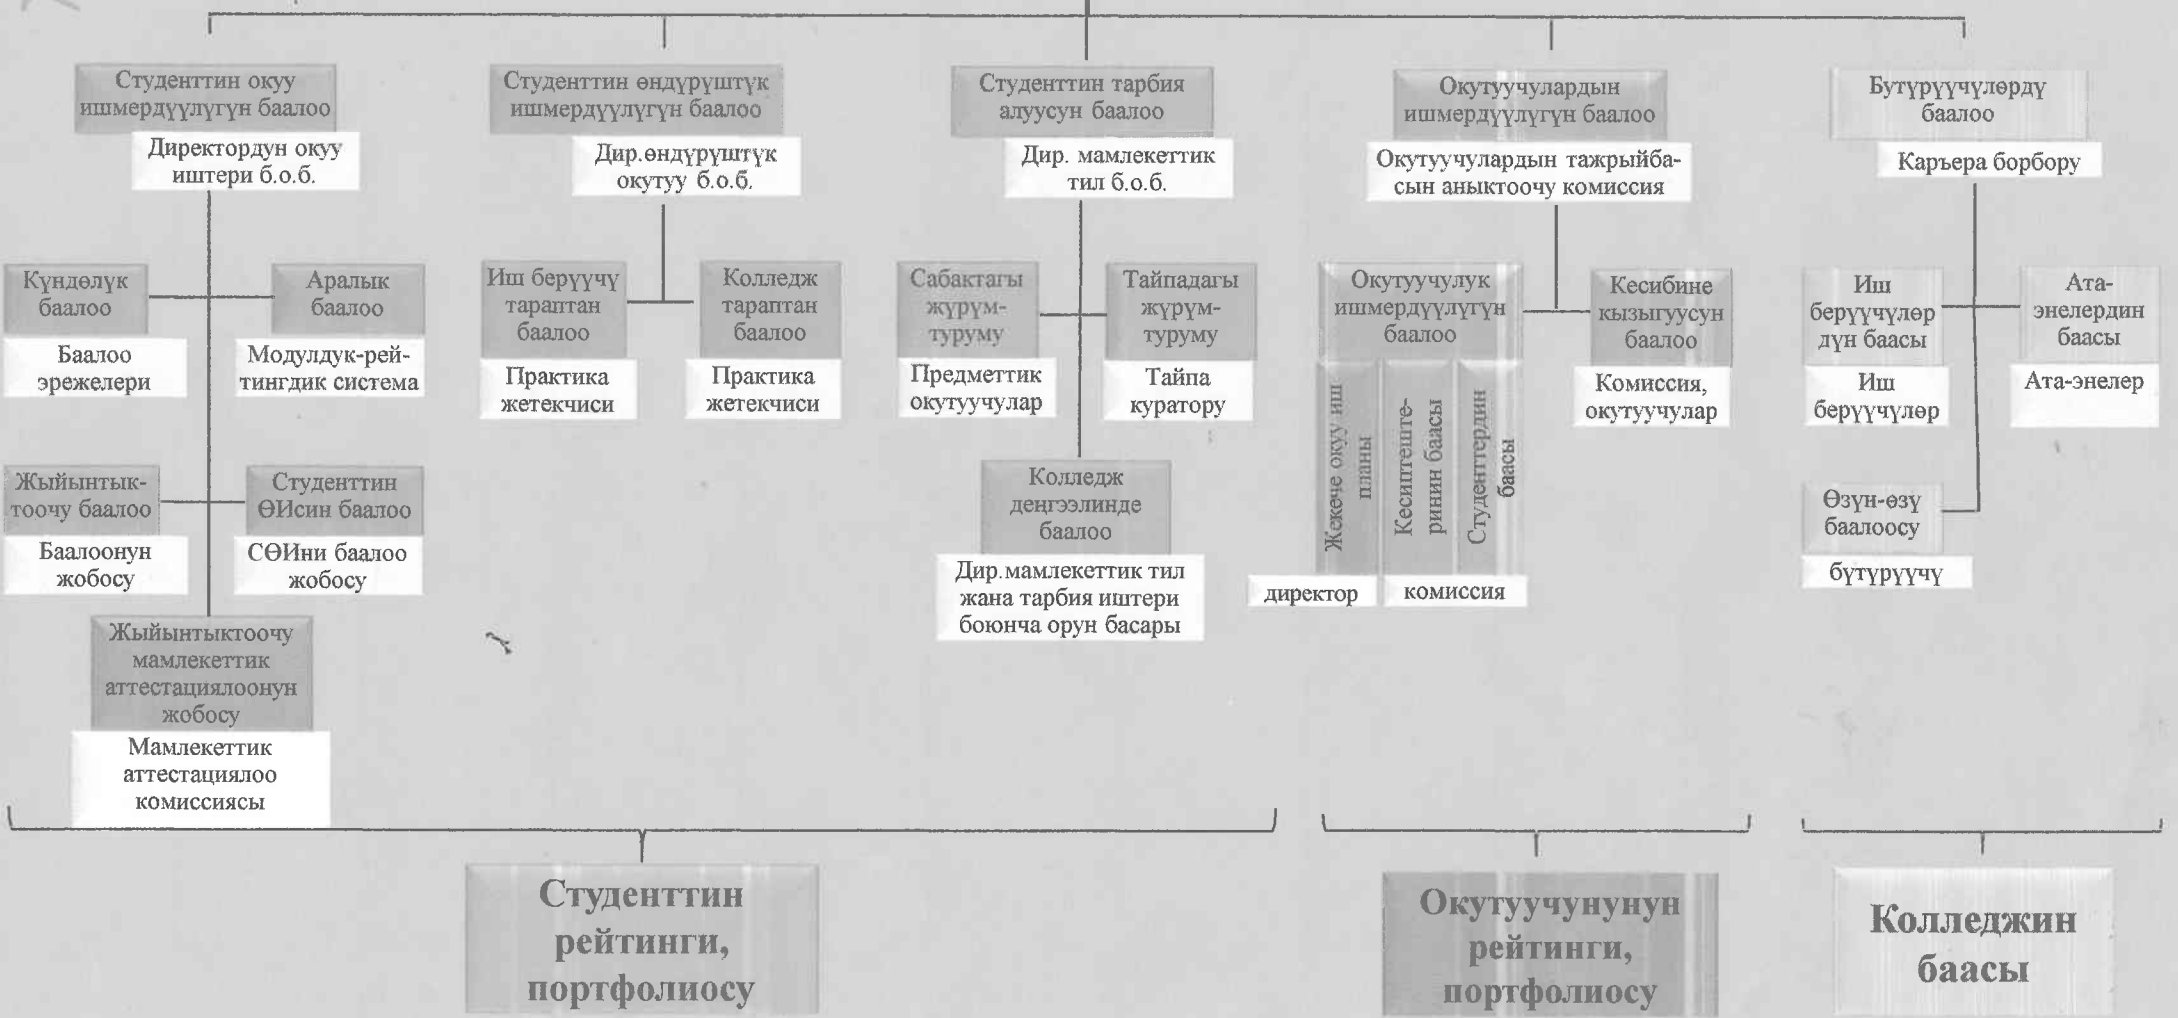 Студенттин окуу
ишмердүүлүгүн баалоо
Директордун окуу
иштери б.о.б.
Күндөлүк
баалоо
Баалоо
эрежелери
Аралык
баалоо
Модулдук-рей-
тингдик система
Жыйынтык-
тоочу баалоо
Баалоонун
жобосу
Студенттин
ӨИсин баалоо
СӨИни баалоо
жобосу
Жыйынтыктоочу
мамлекеттик
аттестациялоонун
жобосу
Мамлекеттик
аттестациялоо
комиссиясы
Студенттин өндүрүштүк
ишмердүүлүгүн баалоо
Дир.өндүрүштүк
окутуу б.о.б.
Иш берүүчү
тараптан
баалоо
Практика
жетекчиси
Колледж
тараптан
баалоо
Практика
жетекчиси
Студенттин тарбия
алуусун баалоо
Дир. мамлекеттик
тил б.о.б.
Сабактагы
жүрүм-
туруму
Предметтик
окутуучулар
Тайпадагы
жүрүм-
туруму
Тайпа
куратору
Колледж
деңгээлинде
баалоо
Дир.мамлекеттик тил
жана тарбия иштери
боюнча орун басары
Окутуучулардын
ишмердүүлүгүн баалоо
Окутуучулардын тажрыйба-
сын аныктоочу комиссия
Окутуучулук
ишмердүүлүгүн
баалоо
Жекече окуу иш
планы
Кесиптеште-
ринин баасы
Студенттердин
баасы
директор
комиссия
Кесибине
кызыгуусун
баалоо
Комиссия,
окутуучулар
Бүтүрүүчүлөрдү
баалоо
Каръера борбору
Иш
берүүчүлөр
дүн баасы
Иш
берүүчүлөр
Ата-
энелердин
баасы
Ата-энелер
Өзүн-өзү
баалоосу
бүтүрүүчү
Студенттин
рейтинги,
портфолиосу
Окутуучунунун
рейтинги,
портфолиосу
Колледжин
баасы